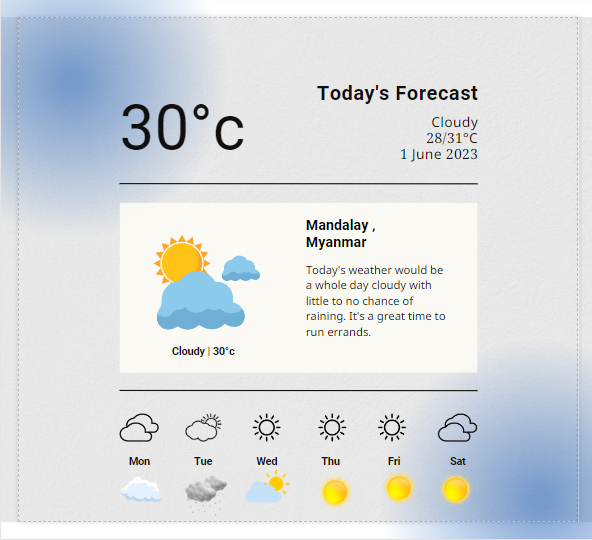 Today's Forecast
30°c
Cloudy
28/31°C
1 June 2023
Mandalay ,
Myanmar
Today's weather would be
a whole day cloudy with
little to no chance of
raining. It's a great time to
run errands.
Cloudy | 30°c
Mon Tue Wed Thu Fri Sat